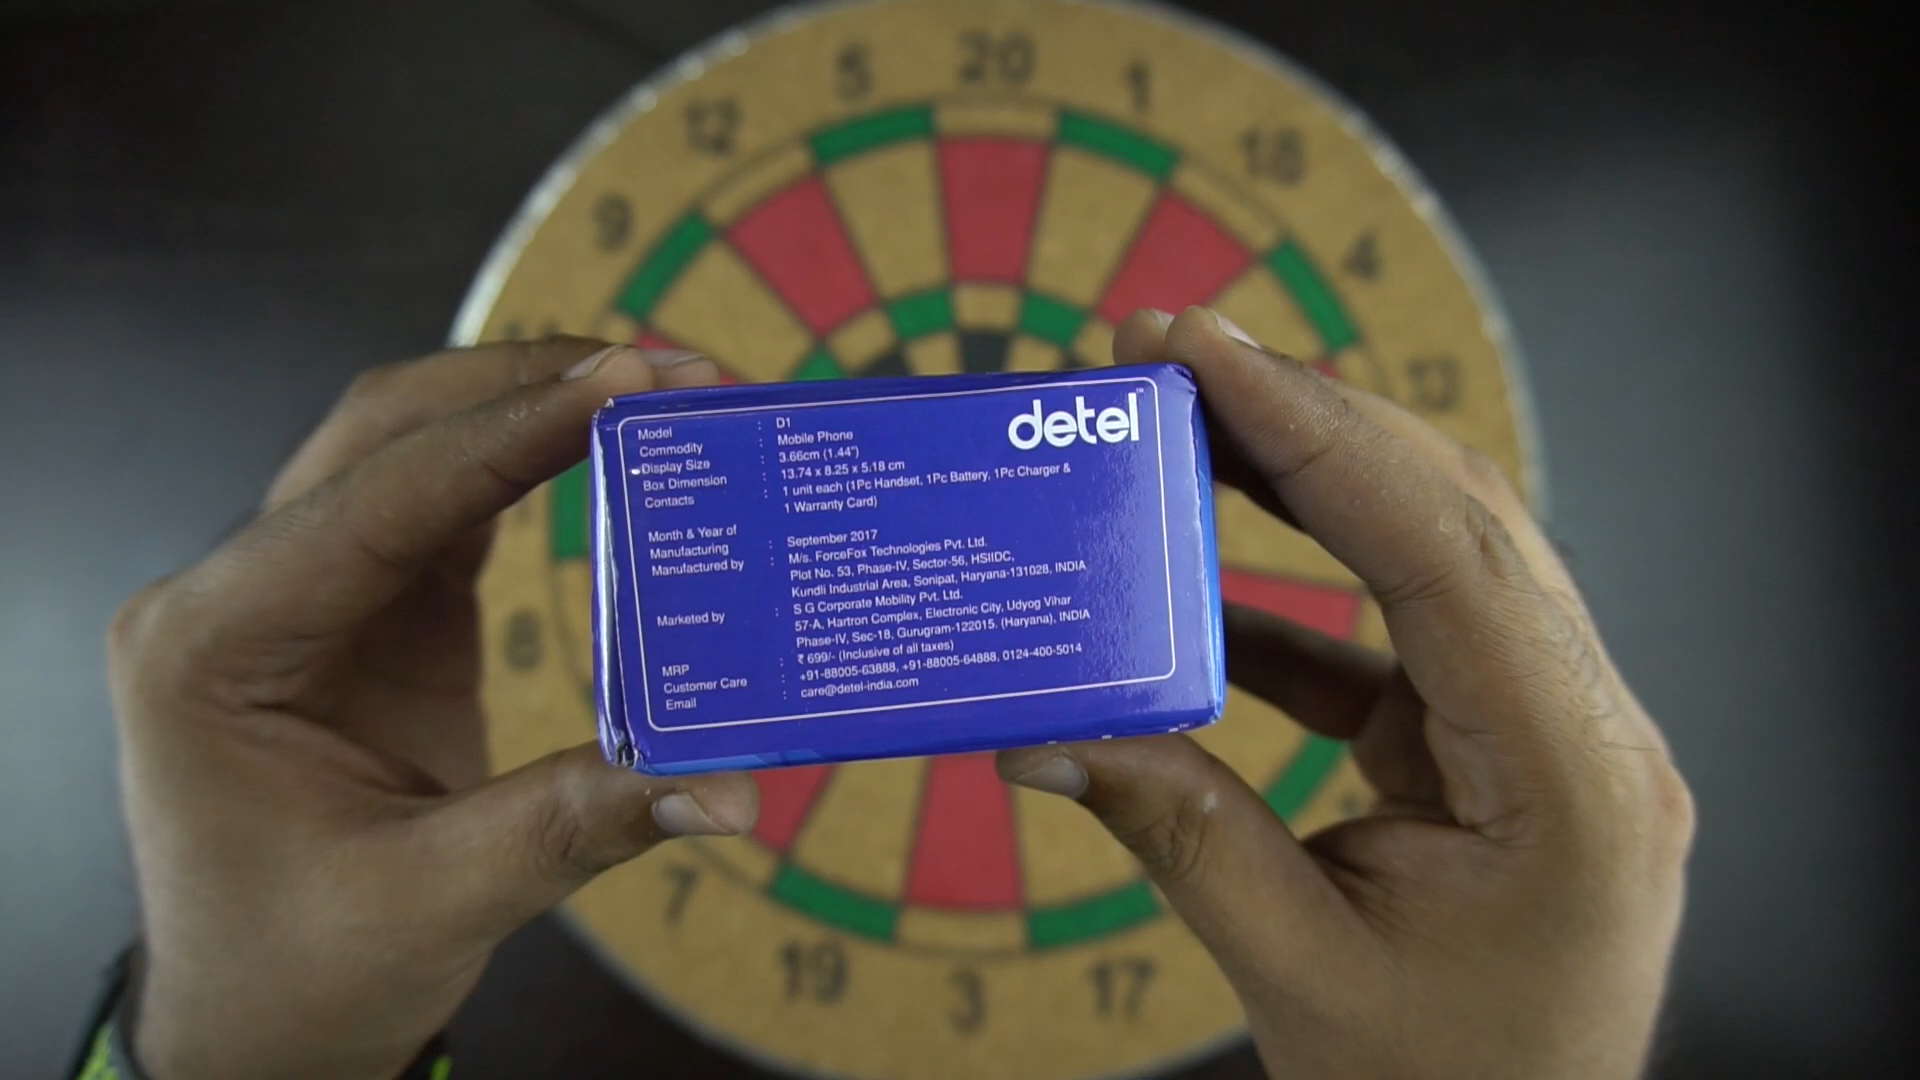 5 20 1
12 18
9 4
detel™
Model : D1
Commodity : Mobile Phone
Display Size : 3.66cm (1.44")
Box Dimension : 13.74 x 8.25 x 5.18 cm
Contacts : 1 unit each (1Pc Handset, 1Pc Battery, 1Pc Charger &
1 Warranty Card)
Month & Year of
Manufacturing : September 2017
Manufactured by : M/s. ForceFox Technologies Pvt. Ltd.
Plot No. 53, Phase-IV, Sector-56, HSIIDC,
Kundli Industrial Area, Sonipat, Haryana-131028, INDIA
Marketed by : S G Corporate Mobility Pvt. Ltd.
57-A, Hartron Complex, Electronic City, Udyog Vihar
Phase-IV, Sec-18, Gurugram-122015. (Haryana), INDIA
MRP : ₹ 699/- (Inclusive of all taxes)
Customer Care : +91-88005-63888, +91-88005-64888, 0124-400-5014
Email : care@detel-india.com
7
19 3 17